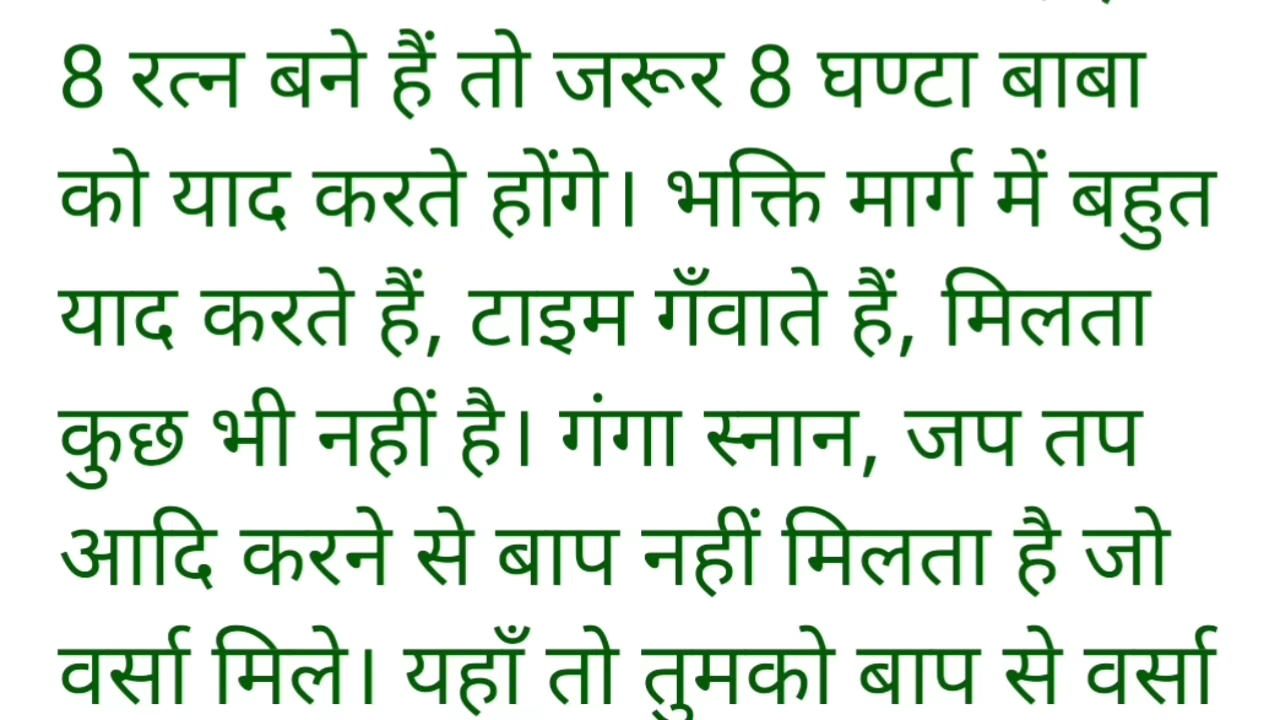 8 रत्न बने हैं तो जरूर 8 घण्टा बाबा
को याद करते होंगे। भक्ति मार्ग में बहुत
याद करते हैं, टाइम गँवाते हैं, मिलता
कुछ भी नहीं है। गंगा स्नान, जप तप
आदि करने से बाप नहीं मिलता है जो
वर्सा मिले। यहाँ तो तुमको बाप से वर्सा